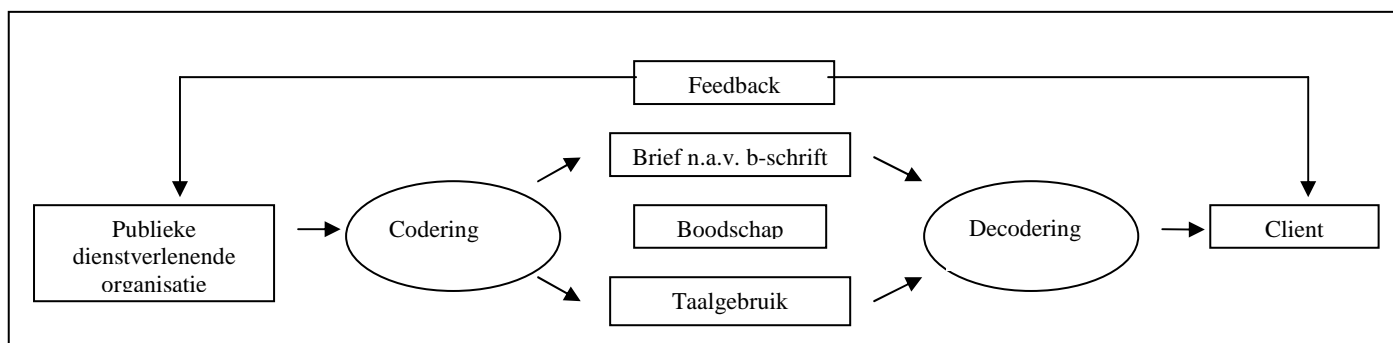 Feedback
Brief n.a.v. b-schrift
Publieke
dienstverlenende
organisatie
Codering
Boodschap
Decodering
Client
Taalgebruik